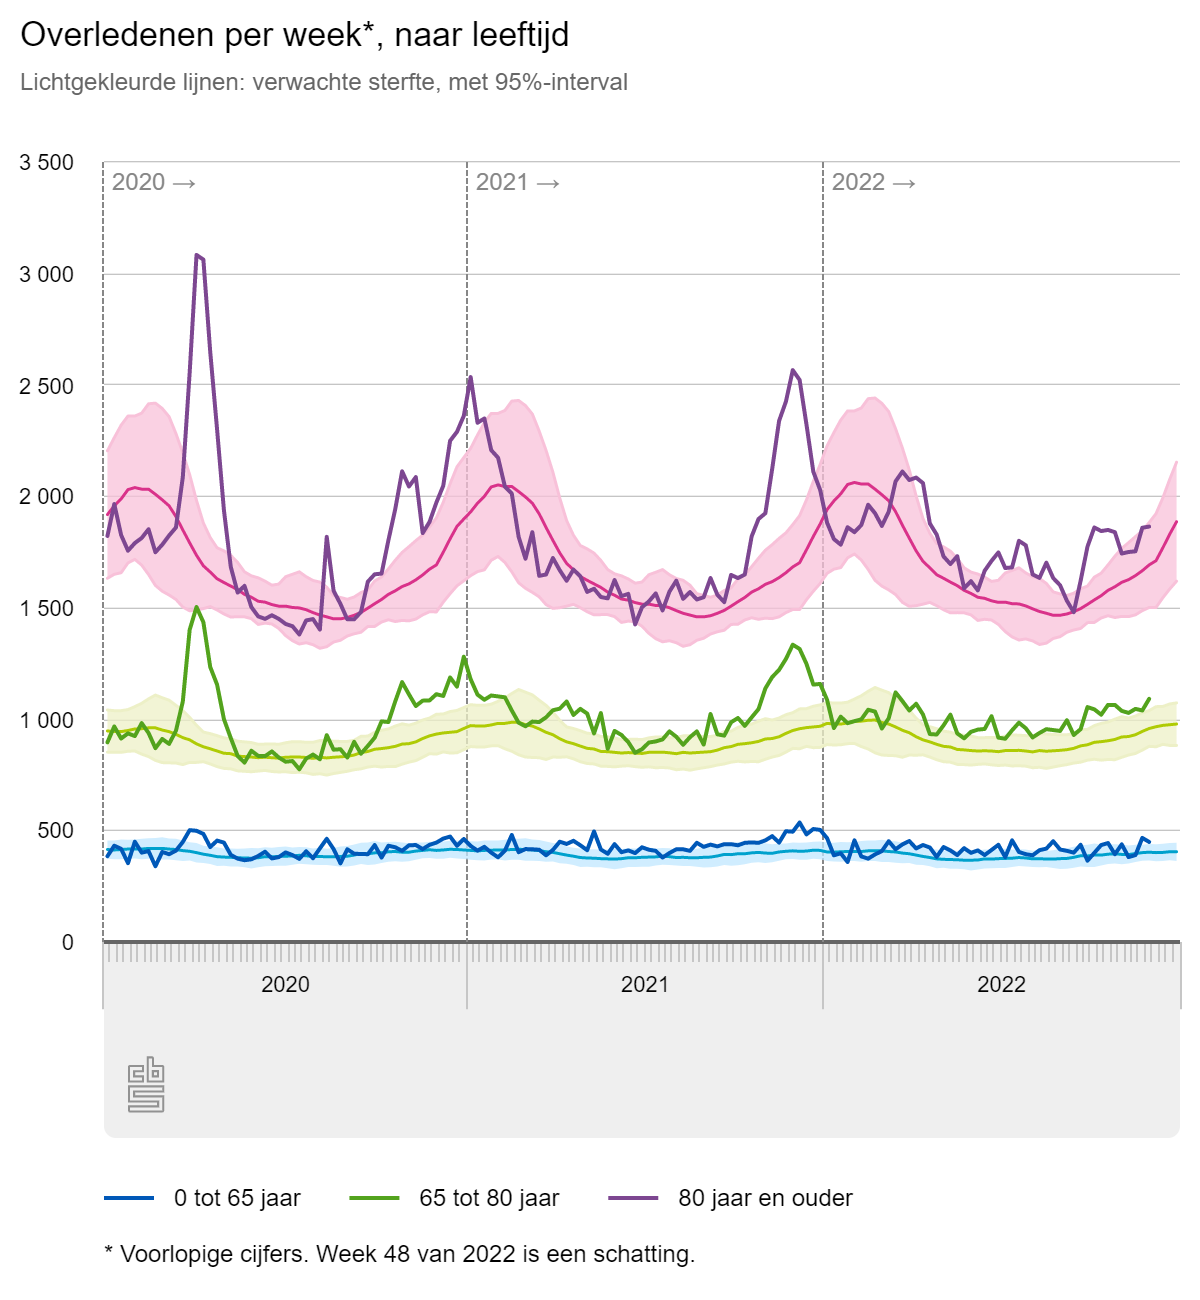 Overledenen per week*, naar leeftijd
Lichtgekleurde lijnen: verwachte sterfte, met 95%-interval
3 500
2020 → 2021 → 2022 →
3 000
2 500
2 000
1 500
1 000
500
0
2020 2021 2022
cbs
0 tot 65 jaar 65 tot 80 jaar 80 jaar en ouder
* Voorlopige cijfers. Week 48 van 2022 is een schatting.